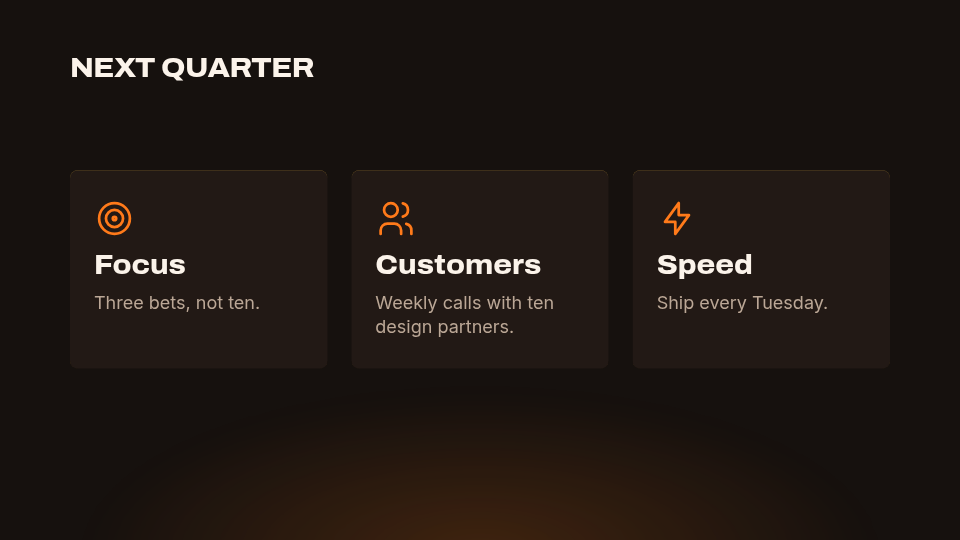 NEXT QUARTER
Focus
Three bets, not ten.
Customers
Weekly calls with ten
design partners.
Speed
Ship every Tuesday.